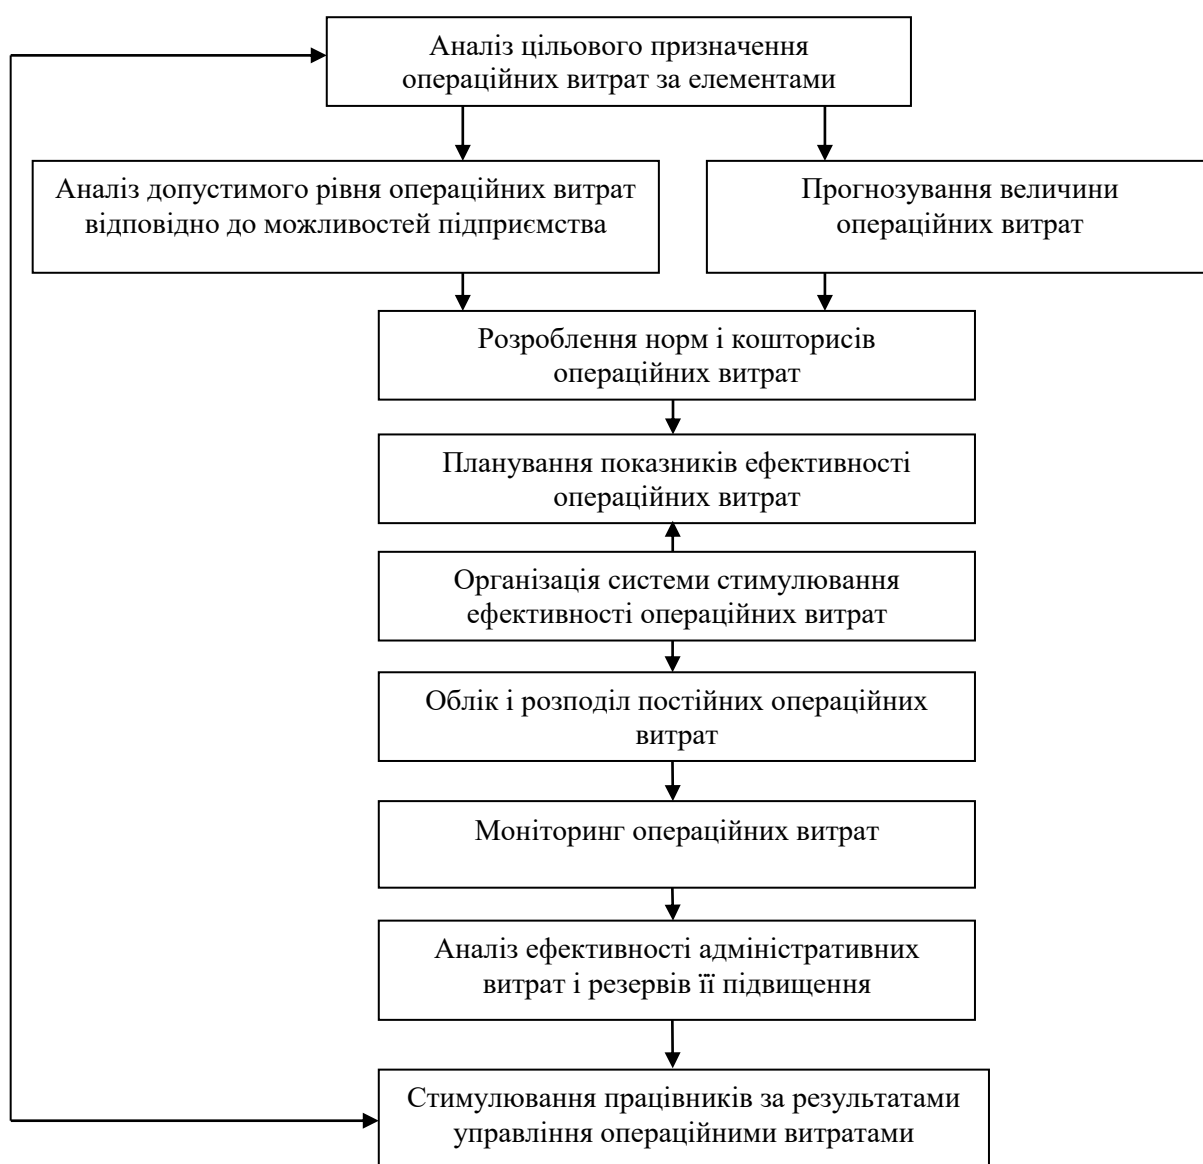 Аналіз цільового призначення
операційних витрат за елементами
Аналіз допустимого рівня операційних витрат
відповідно до можливостей підприємства
Прогнозування величини
операційних витрат
Розроблення норм і кошторисів
операційних витрат
Планування показників ефективності
операційних витрат
Організація системи стимулювання
ефективності операційних витрат
Облік і розподіл постійних операційних
витрат
Моніторинг операційних витрат
Аналіз ефективності адміністративних
витрат і резервів її підвищення
Стимулювання працівників за результатами
управління операційними витратами